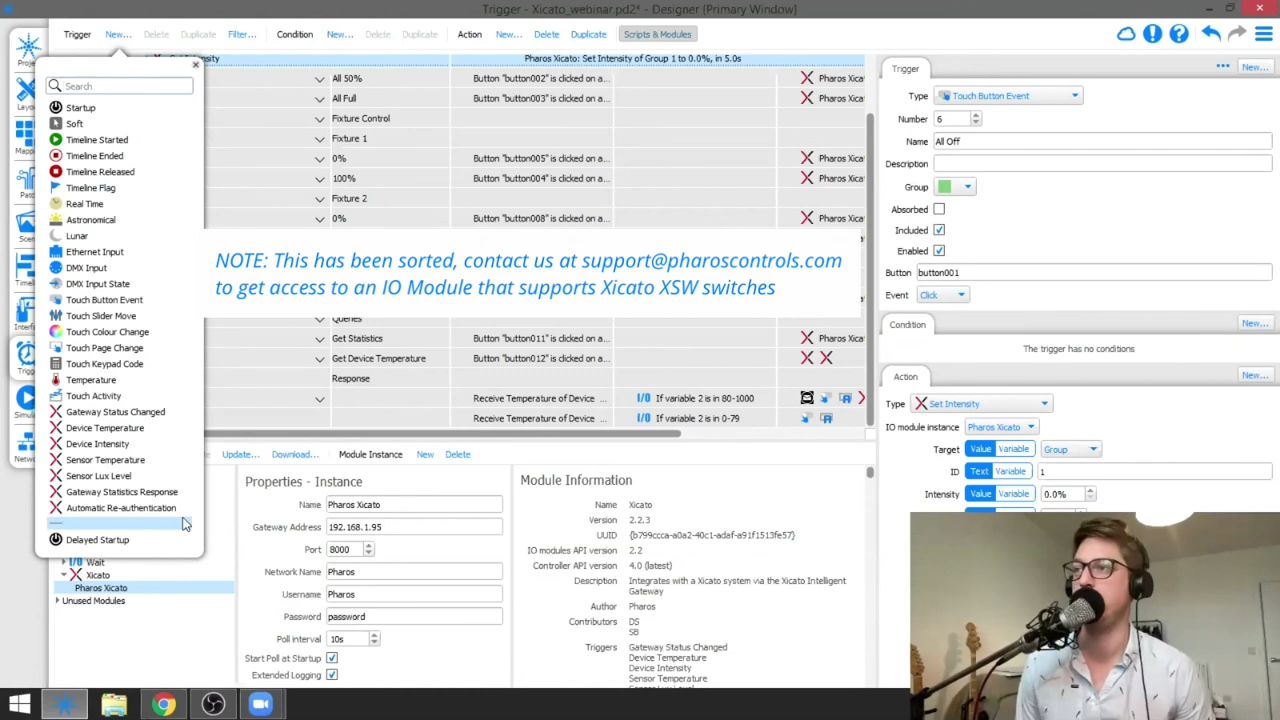 Trigger - Xicato_webinar.pd2* - Designer (Primary Window)
Trigger New... Delete Duplicate Filter... Condition New... Delete Duplicate Action New... Delete Duplicate Scripts & Modules
Pharos Xicato: Set Intensity of Group 1 to 0.0%, in 5.0s
Search
Startup
Soft
Timeline Started
Timeline Ended
Timeline Released
Timeline Flag
Real Time
Astronomical
Lunar
Ethernet Input
DMX Input
DMX Input State
Touch Button Event
Touch Slider Move
Touch Colour Change
Touch Page Change
Touch Keypad Code
Temperature
Touch Activity
Gateway Status Changed
Device Temperature
Device Intensity
Sensor Temperature
Sensor Lux Level
Gateway Statistics Response
Automatic Re-authentication
Delayed Startup
All 50% Button "button002" is clicked on a... Pharos Xicat
All Full Button "button003" is clicked on a... Pharos Xicat
Fixture Control
Fixture 1
0% Button "button005" is clicked on a... Pharos Xicat
100% Button "button004" is clicked on a... Pharos Xicat
Fixture 2
0% Button "button008" is clicked on a... Pharos Xicat
NOTE: This has been sorted, contact us at support@pharoscontrols.com
to get access to an IO Module that supports Xicato XSW switches
Queries
Get Statistics Button "button011" is clicked on a... Pharos Xicat
Get Device Temperature Button "button012" is clicked on a...
Response
Receive Temperature of Device ... I/O If variable 2 is in 80-1000
Receive Temperature of Device ... I/O If variable 2 is in 0-79
Update... Download... Module Instance New Delete
I/O Wait
Xicato
Pharos Xicato
Unused Modules
Properties - Instance
Name Pharos Xicato
Gateway Address 192.168.1.95
Port 8000
Network Name Pharos
Username Pharos
Password password
Poll interval 10s
Start Poll at Startup
Extended Logging
Module Information
Name Xicato
Version 2.2.3
UUID {b799ccca-a0a2-40c1-adaf-a91f1513fe57}
IO modules API version 2.2
Controller API version 4.0 (latest)
Description Integrates with a Xicato system via the Xicato Intelligent
Gateway
Author Pharos
Contributors DS
SB
Triggers Gateway Status Changed
Device Temperature
Device Intensity
Sensor Temperature
Trigger ••• New...
Type Touch Button Event
Number 6
Name All Off
Description
Group
Absorbed
Included
Enabled
Button button001
Event Click
Condition New...
The trigger has no conditions
Action New...
Type Set Intensity
IO module instance Pharos Xicato
Target Value Variable Group
ID Text Variable 1
Intensity Value Variable 0.0%